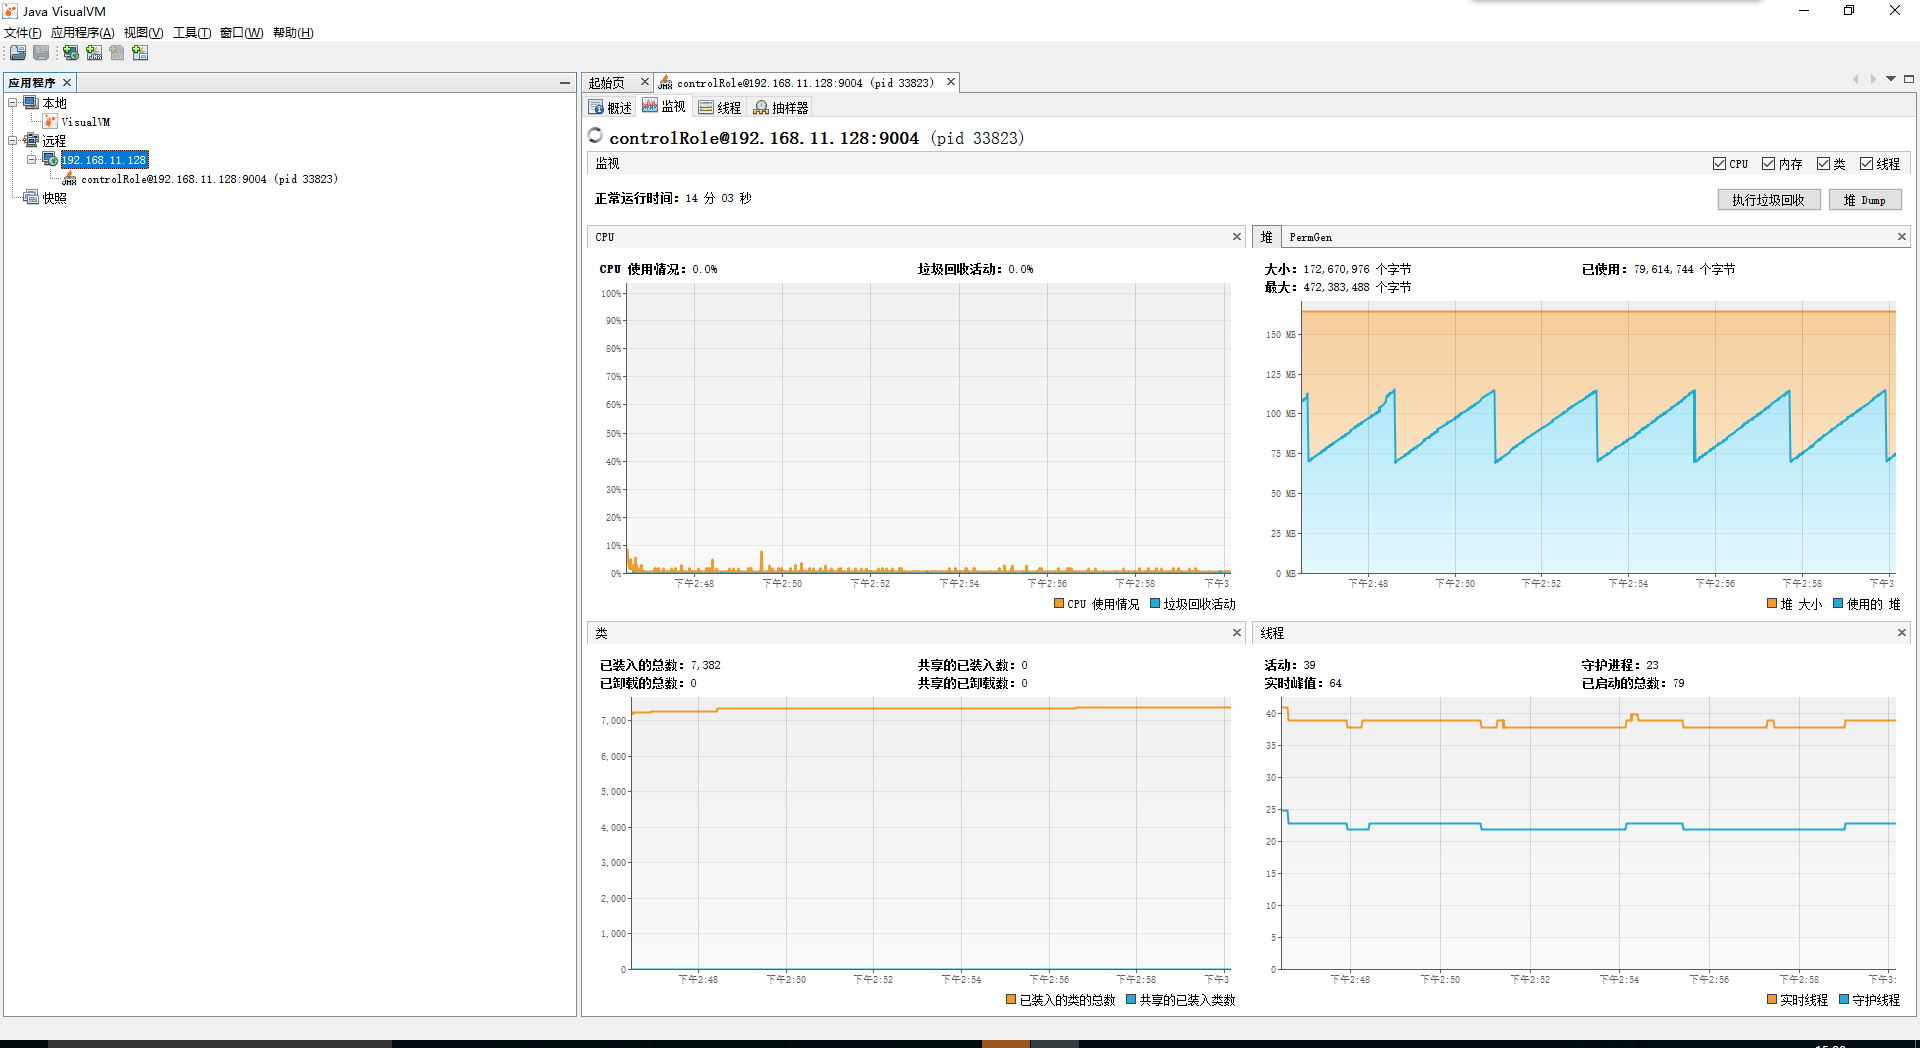 Java VisualVM
文件(F) 应用程序(A) 视图(V) 工具(T) 窗口(W) 帮助(H)
应用程序
本地
VisualVM
远程
192.168.11.128
controlRole@192.168.11.128:9004 (pid 33823)
快照
起始页
controlRole@192.168.11.128:9004 (pid 33823)
概述 监视 线程 抽样器
controlRole@192.168.11.128:9004 (pid 33823)
监视
CPU 内存 类 线程
正常运行时间: 14 分 03 秒
执行垃圾回收 堆 Dump
CPU
CPU 使用情况: 0.0% 垃圾回收活动: 0.0%
100%
90%
80%
70%
60%
50%
40%
30%
20%
10%
0%
下午2:48 下午2:50 下午2:52 下午2:54 下午2:56 下午2:58 下午3
CPU 使用情况 垃圾回收活动
堆 PermGen
大小: 172,670,976 个字节 已使用: 79,614,744 个字节
最大: 472,383,488 个字节
150 MB
125 MB
100 MB
75 MB
50 MB
25 MB
0 MB
下午2:48 下午2:50 下午2:52 下午2:54 下午2:56 下午2:58 下午3
堆 大小 使用的 堆
类
已装入的总数: 7,382 共享的已装入数: 0
已卸载的总数: 0 共享的已卸载数: 0
7,000
6,000
5,000
4,000
3,000
2,000
1,000
0
下午2:48 下午2:50 下午2:52 下午2:54 下午2:56 下午2:58 下午3
已装入的类的总数 共享的已装入类数
线程
活动: 39 守护进程: 23
实时峰值: 64 已启动的总数: 79
40
35
30
25
20
15
10
5
0
下午2:48 下午2:50 下午2:52 下午2:54 下午2:56 下午2:58 下午3:
实时线程 守护线程